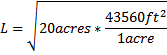 L = √(20acres * 43560ft² / 1acre)